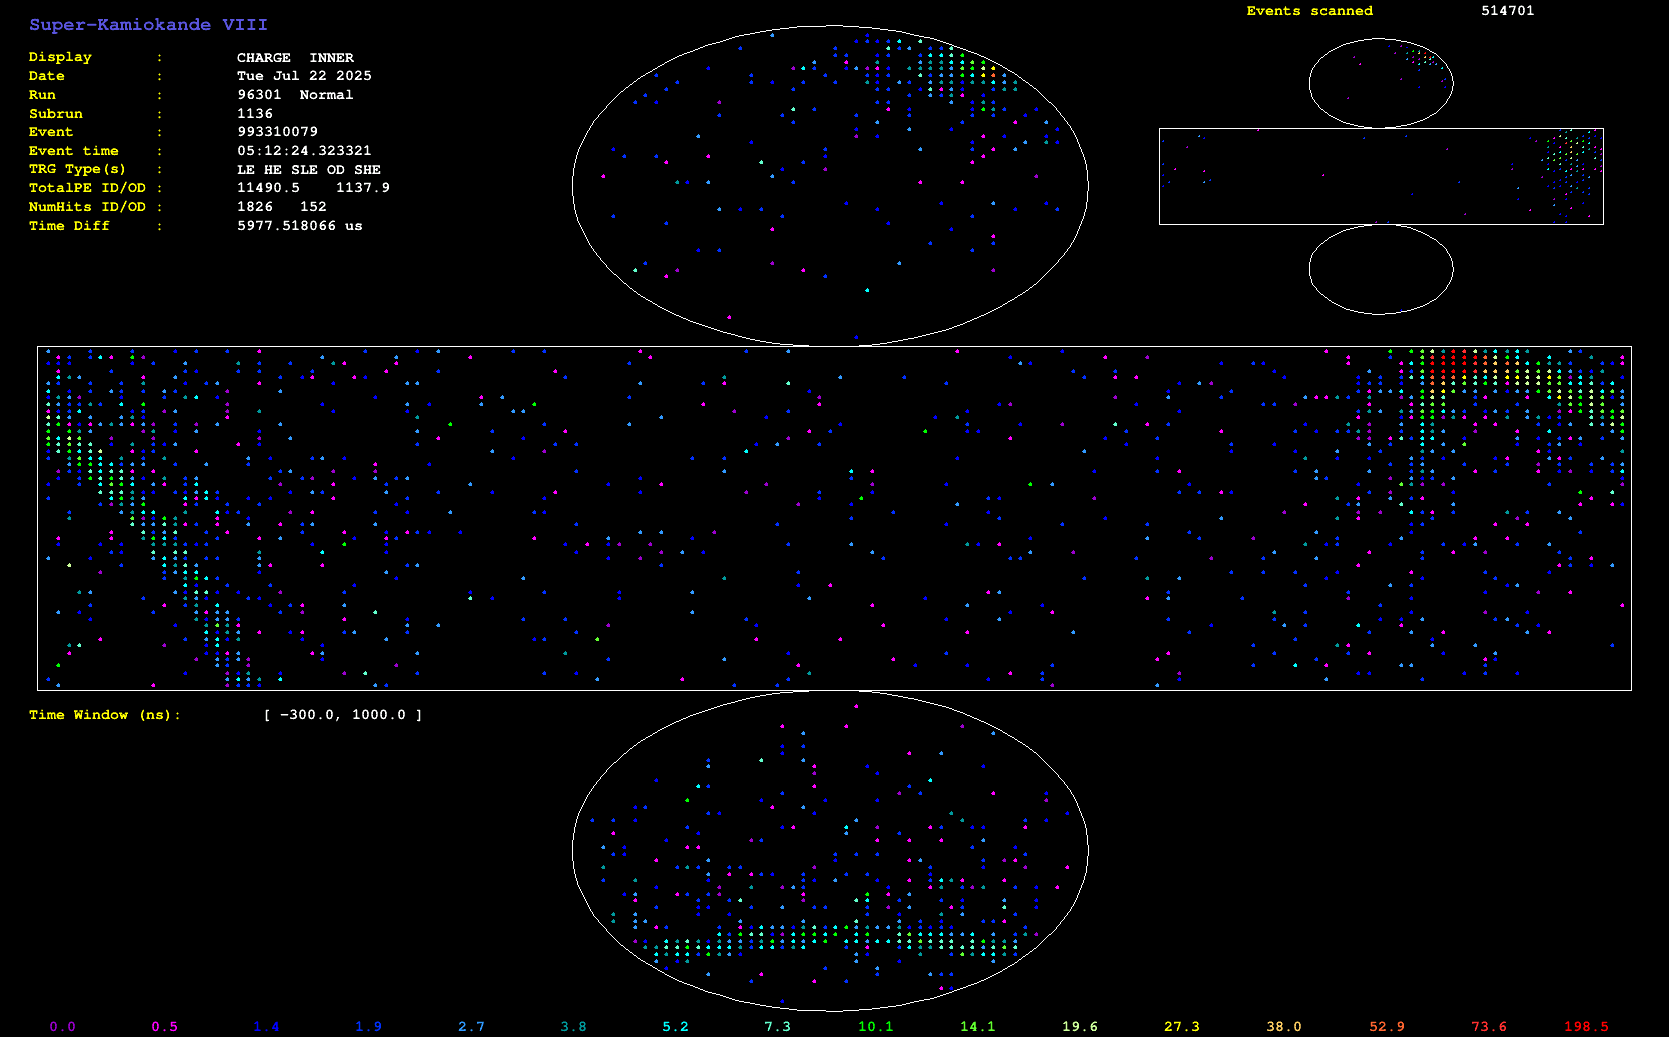 Super-Kamiokande VIII
Events scanned 514701
Display : CHARGE INNER
Date : Tue Jul 22 2025
Run : 96301 Normal
Subrun : 1136
Event : 993310079
Event time : 05:12:24.323321
TRG Type(s) : LE HE SLE OD SHE
TotalPE ID/OD : 11490.5 1137.9
NumHits ID/OD : 1826 152
Time Diff : 5977.518066 us
Time Window (ns): [ -300.0, 1000.0 ]
0.0 0.5 1.4 1.9 2.7 3.8 5.2 7.3 10.1 14.1 19.6 27.3 38.0 52.9 73.6 198.5